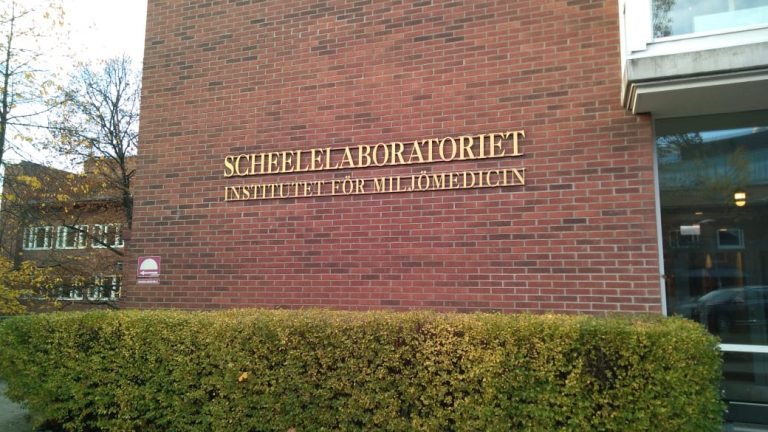 SCHEELELABORATORIET
INSTITUTET FÖR MILJÖMEDICIN